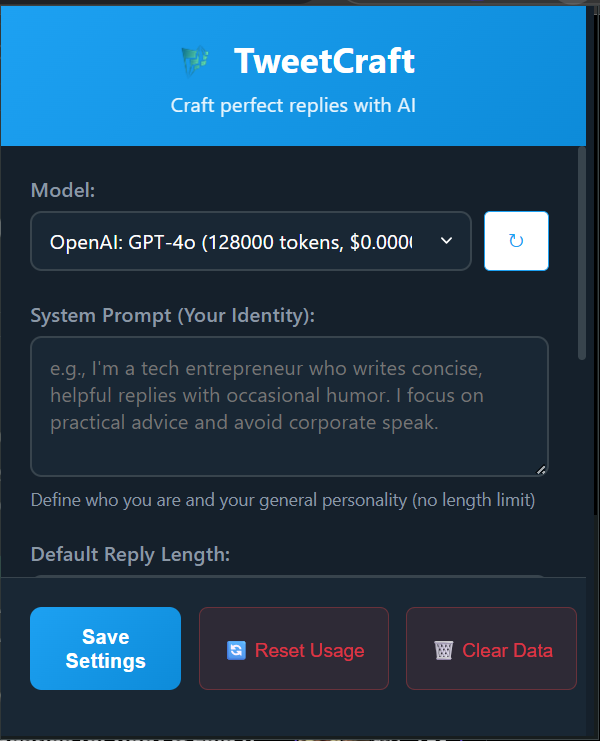 TweetCraft
Craft perfect replies with AI
Model:
OpenAI: GPT-4o (128000 tokens, $0.000
System Prompt (Your Identity):
e.g., I'm a tech entrepreneur who writes concise,
helpful replies with occasional humor. I focus on
practical advice and avoid corporate speak.
Define who you are and your general personality (no length limit)
Default Reply Length:
Save
Settings
Reset Usage
Clear Data